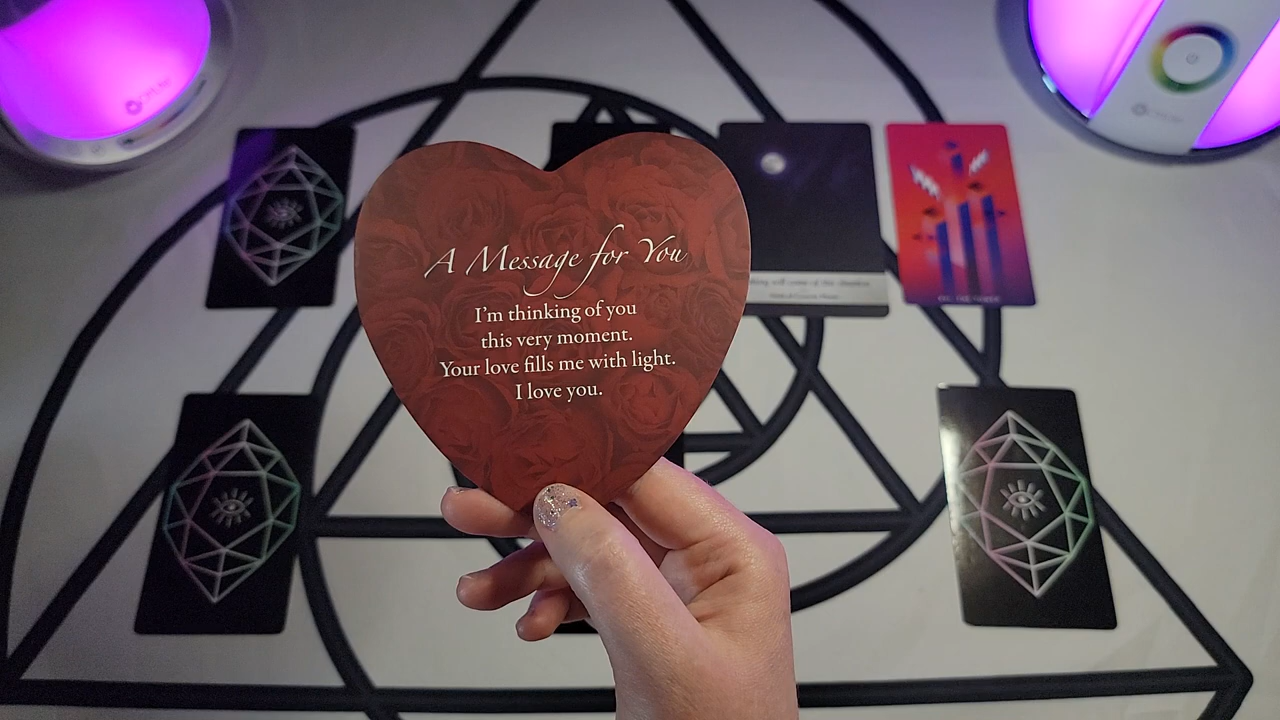 A Message for You
I'm thinking of you
this very moment.
Your love fills me with light.
I love you.